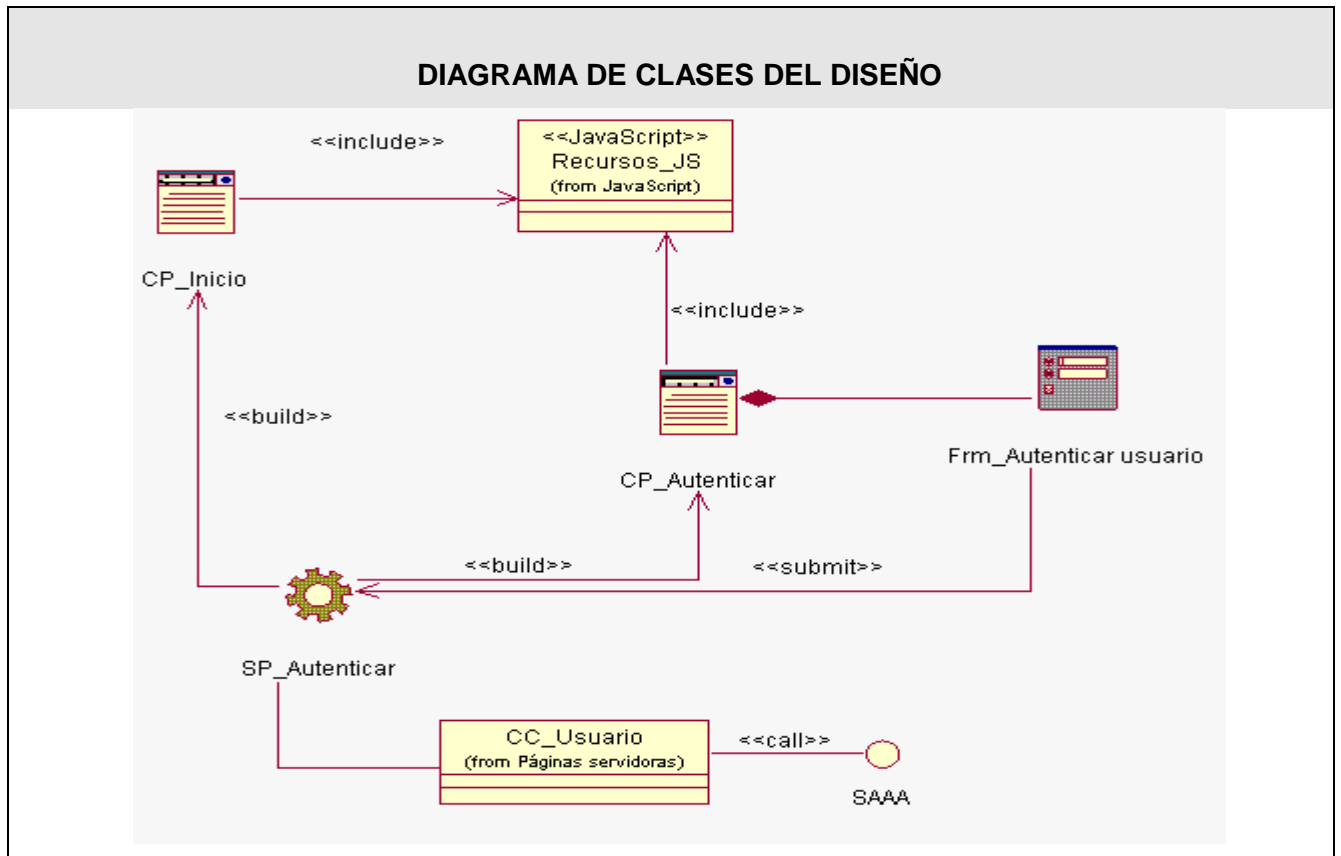 DIAGRAMA DE CLASES DEL DISEÑO
<<include>>
<<JavaScript>>
Recursos_JS
(from JavaScript)
CP_Inicio
<<include>>
<<build>>
Frm_Autenticar usuario
CP_Autenticar
<<build>>
<<submit>>
SP_Autenticar
CC_Usuario
(from Páginas servidoras)
<<call>>
SAAA